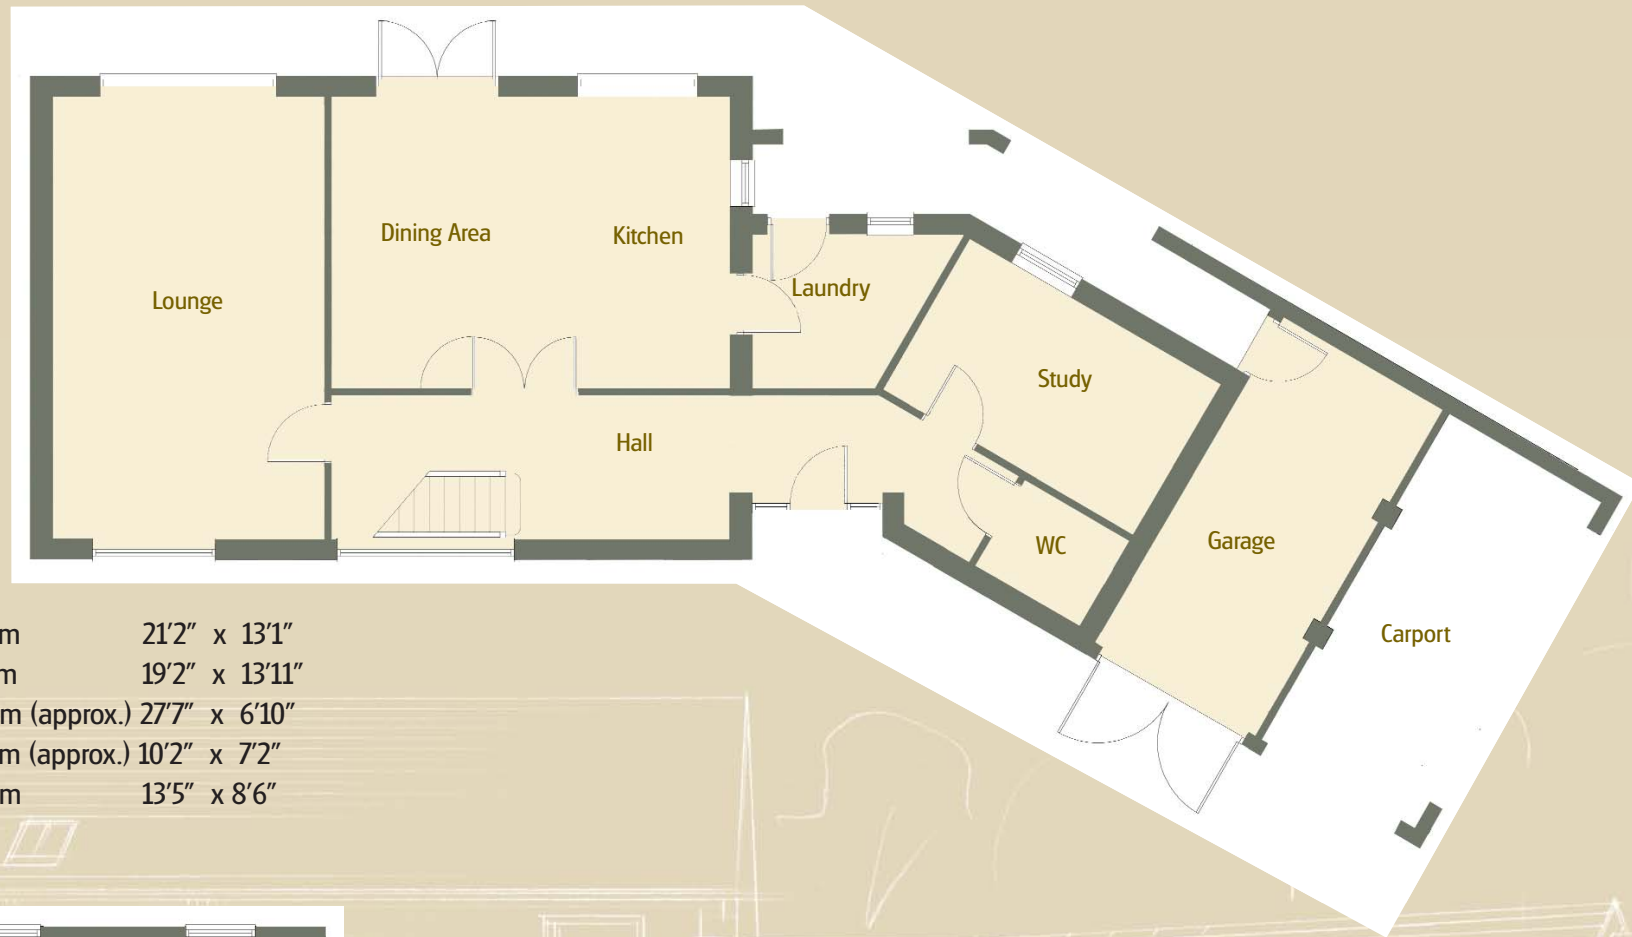 Dining Area
Kitchen
Laundry
Lounge
Study
Hall
Garage
WC
Carport
m 21'2" x 13'1"
m 19'2" x 13'11"
m (approx.) 27'7" x 6'10"
m (approx.) 10'2" x 7'2"
m 13'5" x 8'6"